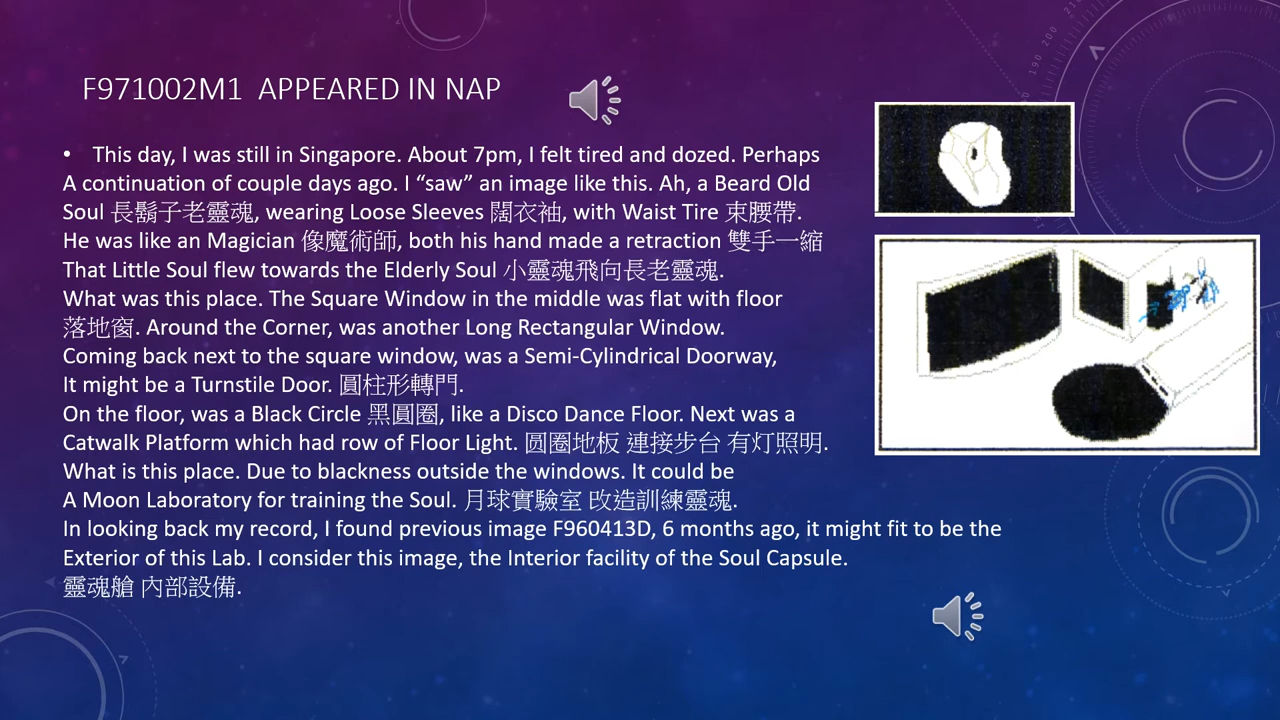 F971002M1 APPEARED IN NAP
• This day, I was still in Singapore. About 7pm, I felt tired and dozed. Perhaps
A continuation of couple days ago. I “saw” an image like this. Ah, a Beard Old
Soul 長鬍子老靈魂, wearing Loose Sleeves 闊衣袖, with Waist Tire 束腰帶.
He was like an Magician 像魔術師, both his hand made a retraction 雙手一縮
That Little Soul flew towards the Elderly Soul 小靈魂飛向長老靈魂.
What was this place. The Square Window in the middle was flat with floor
落地窗. Around the Corner, was another Long Rectangular Window.
Coming back next to the square window, was a Semi-Cylindrical Doorway,
It might be a Turnstile Door. 圓柱形轉門.
On the floor, was a Black Circle 黑圓圈, like a Disco Dance Floor. Next was a
Catwalk Platform which had row of Floor Light. 圆圈地板 連接步台 有灯照明.
What is this place. Due to blackness outside the windows. It could be
A Moon Laboratory for training the Soul. 月球實驗室 改造訓練靈魂.
In looking back my record, I found previous image F960413D, 6 months ago, it might fit to be the
Exterior of this Lab. I consider this image, the Interior facility of the Soul Capsule.
靈魂艙 內部設備.
190 200 210